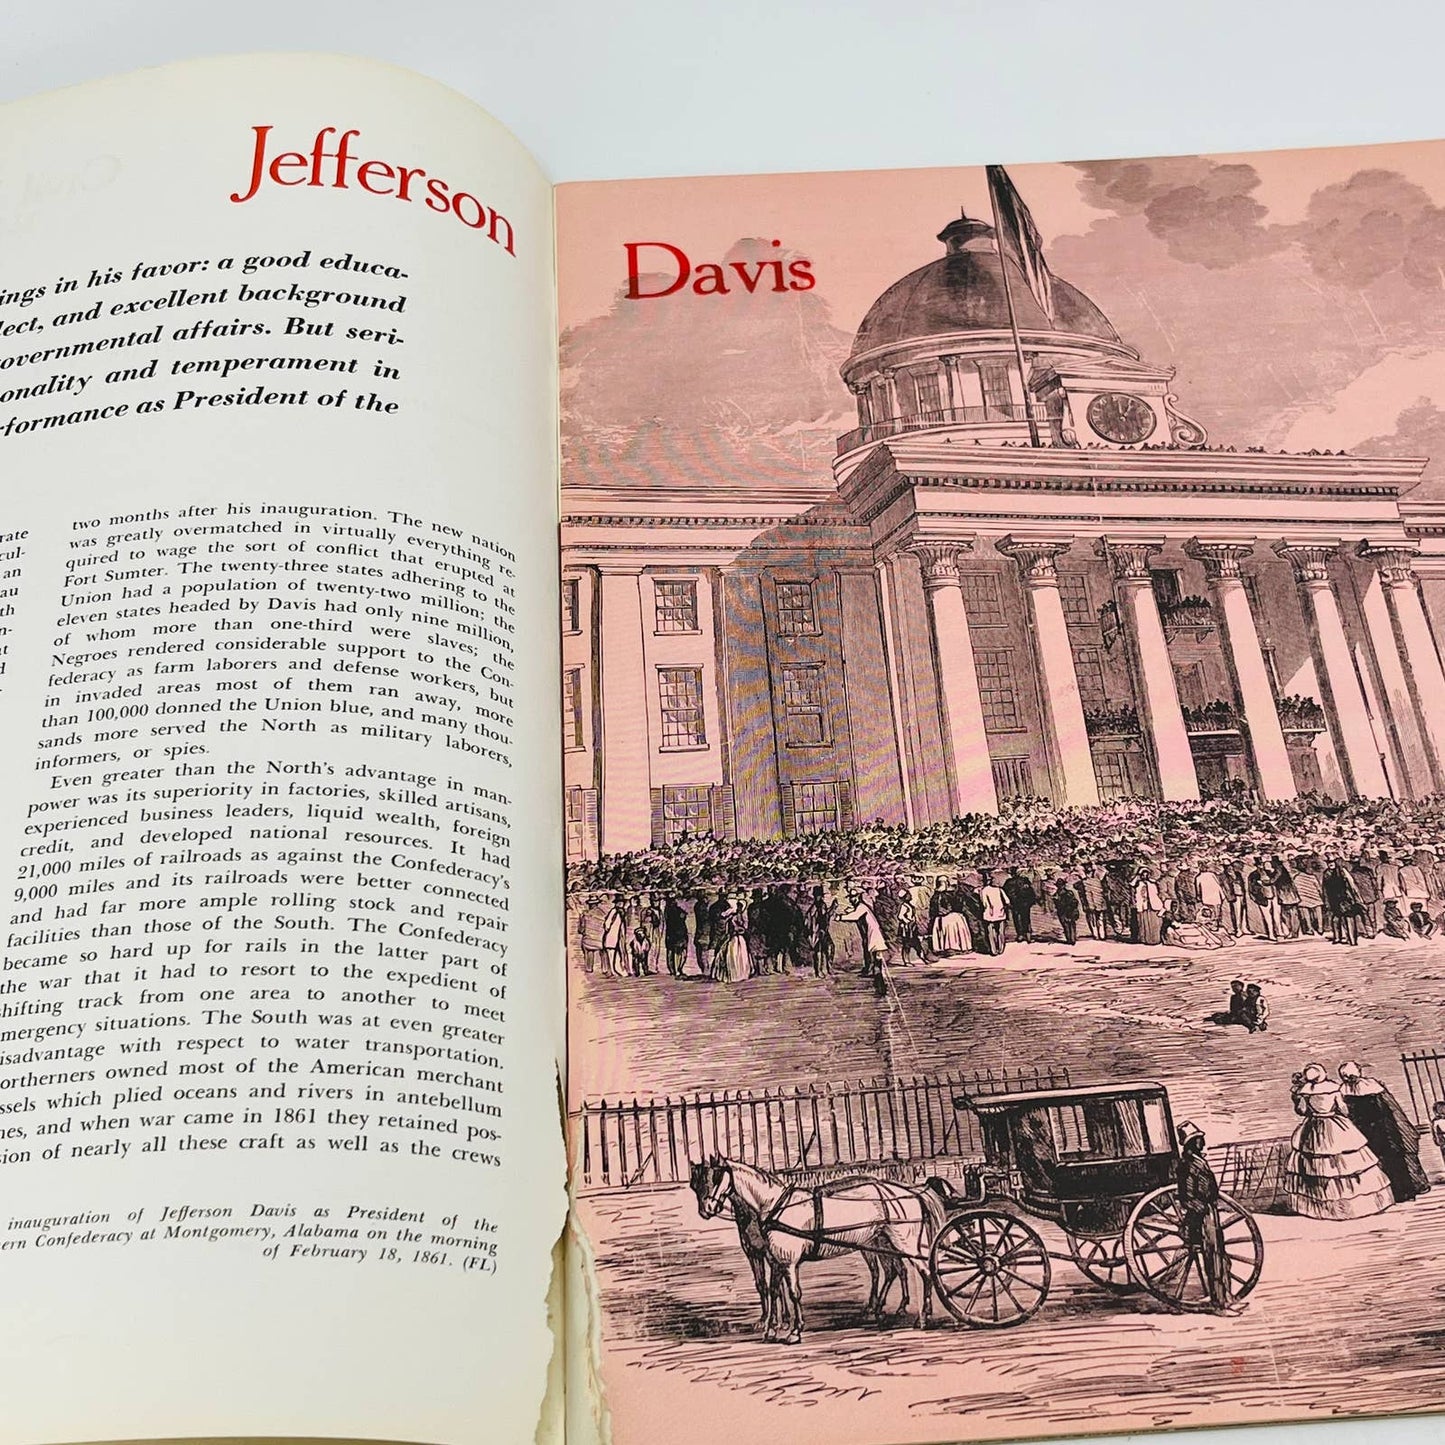 Jefferson
ings in his favor: a good educa-
lect, and excellent background
overnmental affairs. But seri-
onality and temperament in
-formance as President of the
rate
cul-
an
au
th
n-
at
d
two months after his inauguration. The new nation
was greatly overmatched in virtually everything re-
quired to wage the sort of conflict that erupted at
Fort Sumter. The twenty-three states adhering to the
Union had a population of twenty-two million; the
eleven states headed by Davis had only nine million,
of whom more than one-third were slaves; the
Negroes rendered considerable support to the Con-
federacy as farm laborers and defense workers, but
in invaded areas most of them ran away, more
than 100,000 donned the Union blue, and many thou-
sands more served the North as military laborers,
informers, or spies.
Even greater than the North's advantage in man-
power was its superiority in factories, skilled artisans,
experienced business leaders, liquid wealth, foreign
credit, and developed national resources. It had
21,000 miles of railroads as against the Confederacy's
9,000 miles and its railroads were better connected
and had far more ample rolling stock and repair
facilities than those of the South. The Confederacy
became so hard up for rails in the latter part of
the war that it had to resort to the expedient of
shifting track from one area to another to meet
mergency situations. The South was at even greater
isadvantage with respect to water transportation.
ortherners owned most of the American merchant
ssels which plied oceans and rivers in antebellum
nes, and when war came in 1861 they retained pos-
sion of nearly all these craft as well as the crews
inauguration of Jefferson Davis as President of the
ern Confederacy at Montgomery, Alabama on the morning
of February 18, 1861. (FL)
Davis